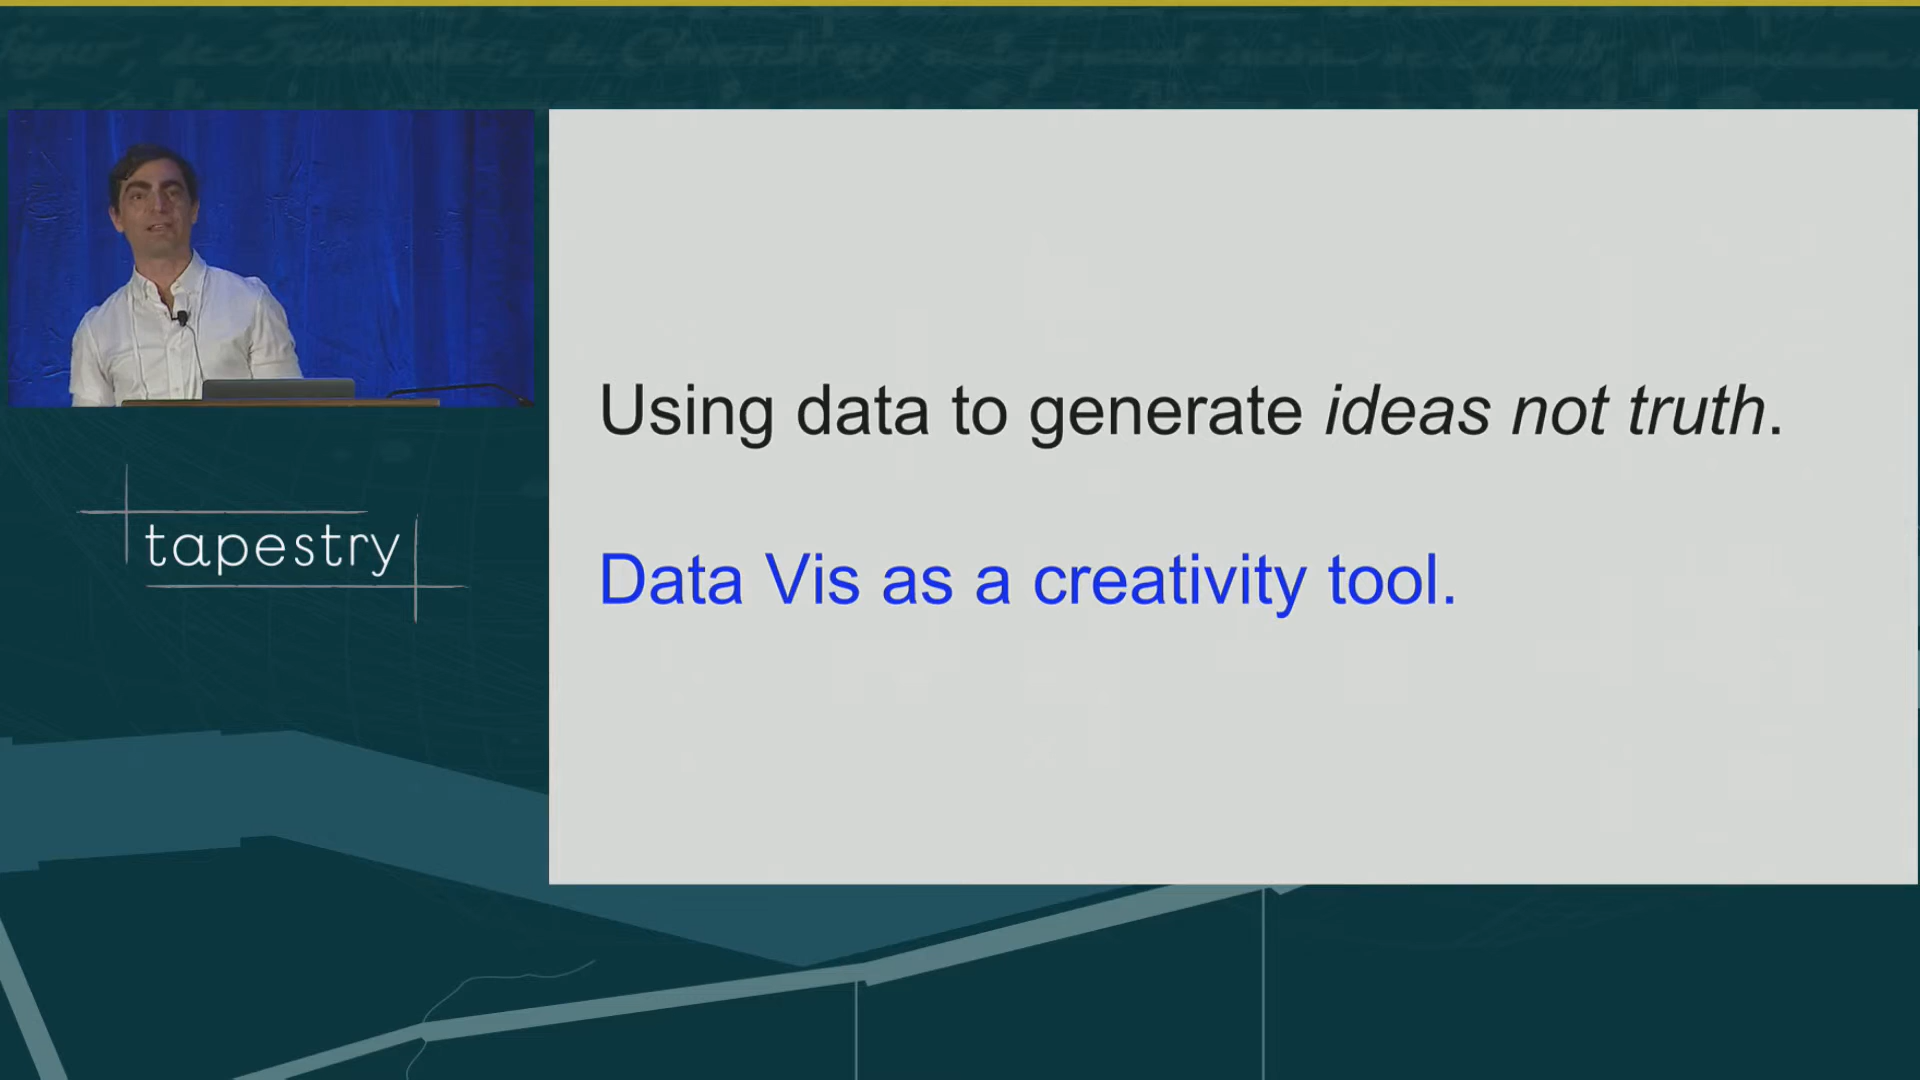 tapestry
Using data to generate ideas not truth.
Data Vis as a creativity tool.